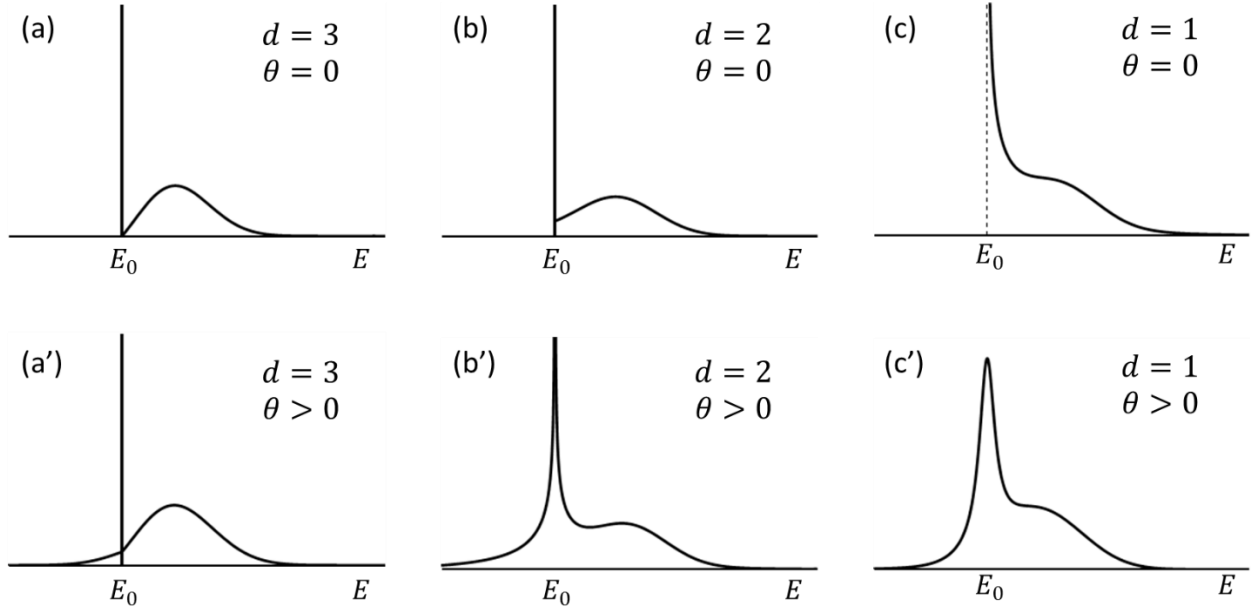 (a)
d = 3
θ = 0
E₀
E
(b)
d = 2
θ = 0
E₀
E
(c)
d = 1
θ = 0
E₀
E
(a’)
d = 3
θ > 0
E₀
E
(b’)
d = 2
θ > 0
E₀
E
(c’)
d = 1
θ > 0
E₀
E